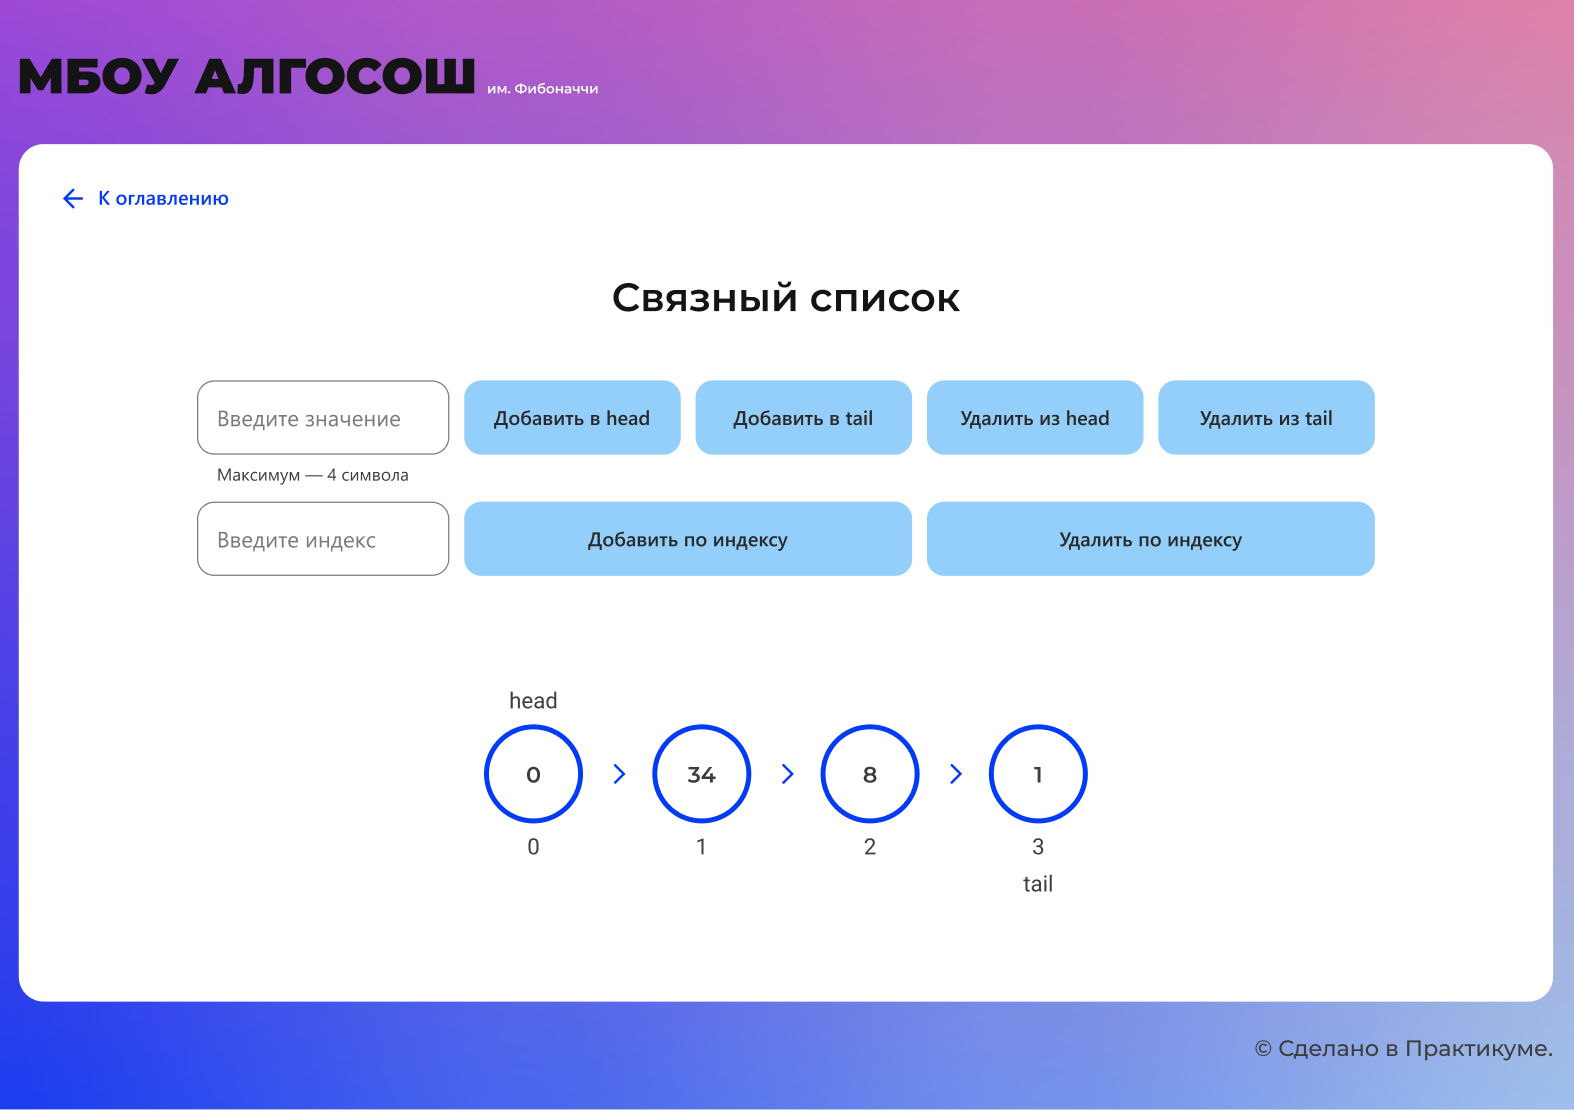 МБОУ АЛГОСОШ им. Фибоначчи
К оглавлению
Связный список
Введите значение Добавить в head Добавить в tail Удалить из head Удалить из tail
Максимум — 4 символа
Введите индекс Добавить по индексу Удалить по индексу
head
0 > 34 > 8 > 1
0 1 2 3
tail
© Сделано в Практикуме.